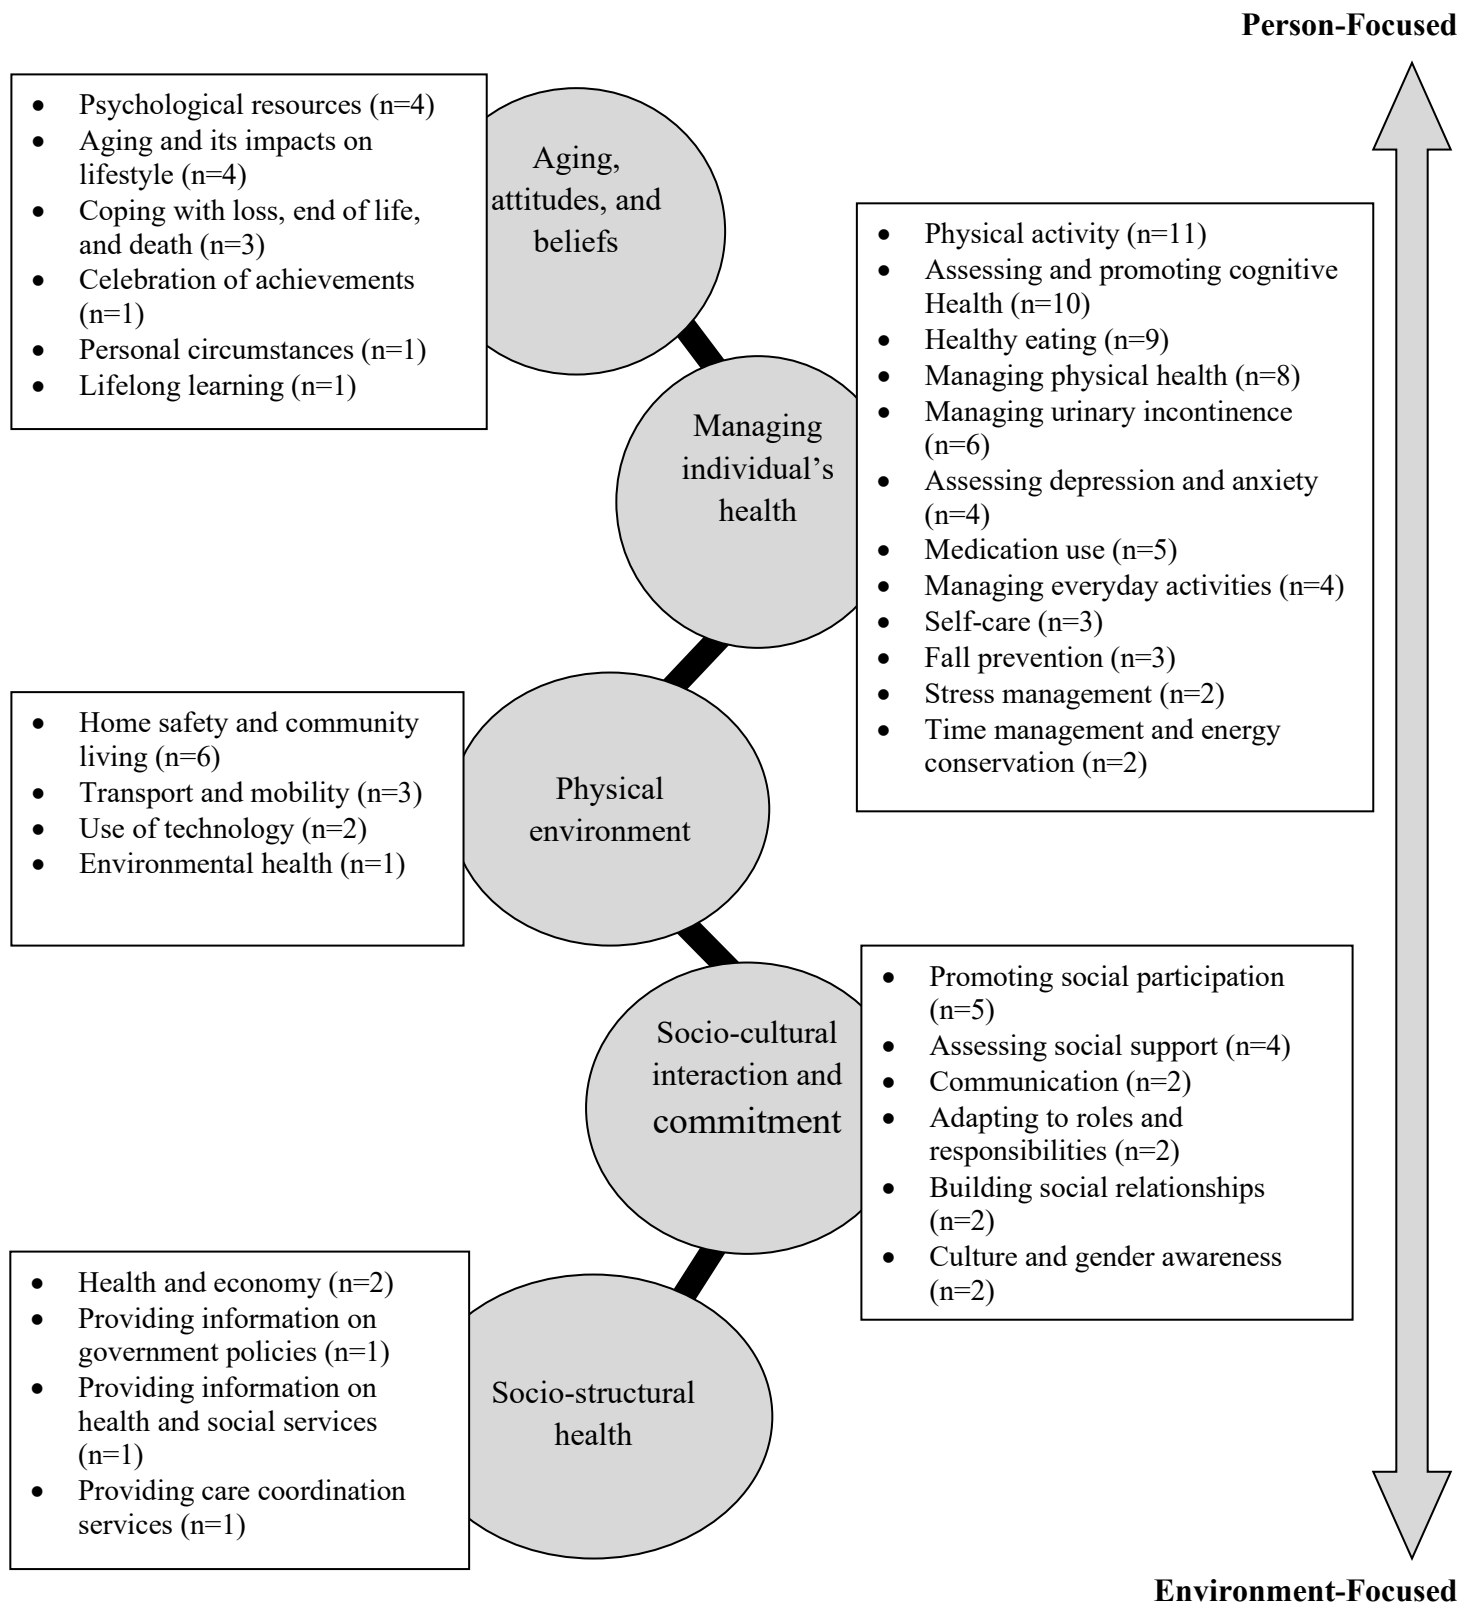 Person-Focused
• Psychological resources (n=4)
• Aging and its impacts on
lifestyle (n=4)
• Coping with loss, end of life,
and death (n=3)
• Celebration of achievements
(n=1)
• Personal circumstances (n=1)
• Lifelong learning (n=1)
Aging,
attitudes, and
beliefs
• Physical activity (n=11)
• Assessing and promoting cognitive
Health (n=10)
• Healthy eating (n=9)
• Managing physical health (n=8)
• Managing urinary incontinence
(n=6)
• Assessing depression and anxiety
(n=4)
• Medication use (n=5)
• Managing everyday activities (n=4)
• Self-care (n=3)
• Fall prevention (n=3)
• Stress management (n=2)
• Time management and energy
conservation (n=2)
Managing
individual’s
health
• Home safety and community
living (n=6)
• Transport and mobility (n=3)
• Use of technology (n=2)
• Environmental health (n=1)
Physical
environment
• Promoting social participation
(n=5)
• Assessing social support (n=4)
• Communication (n=2)
• Adapting to roles and
responsibilities (n=2)
• Building social relationships
(n=2)
• Culture and gender awareness
(n=2)
Socio-cultural
interaction and
commitment
• Health and economy (n=2)
• Providing information on
government policies (n=1)
• Providing information on
health and social services
(n=1)
• Providing care coordination
services (n=1)
Socio-structural
health
Environment-Focused